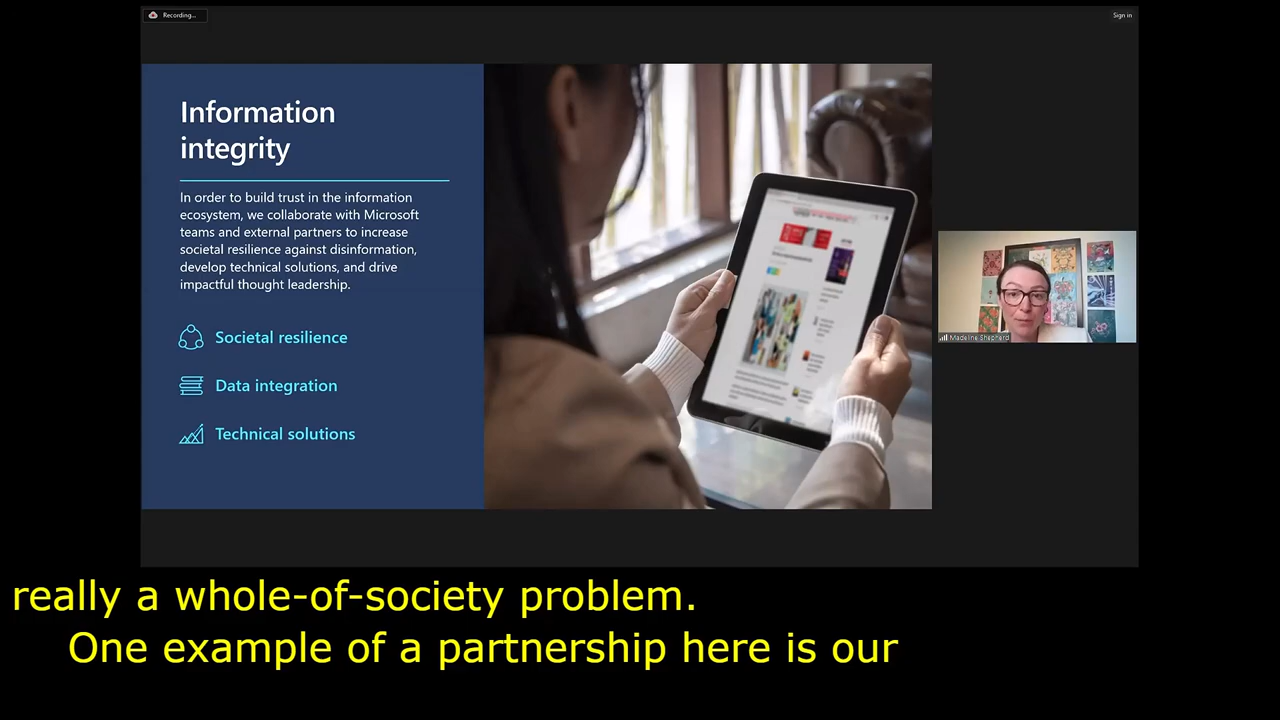 Recording...
Sign in
Information
integrity
In order to build trust in the information
ecosystem, we collaborate with Microsoft
teams and external partners to increase
societal resilience against disinformation,
develop technical solutions, and drive
impactful thought leadership.
Societal resilience
Data integration
Technical solutions
Madeline Shepherd
really a whole-of-society problem.
One example of a partnership here is our